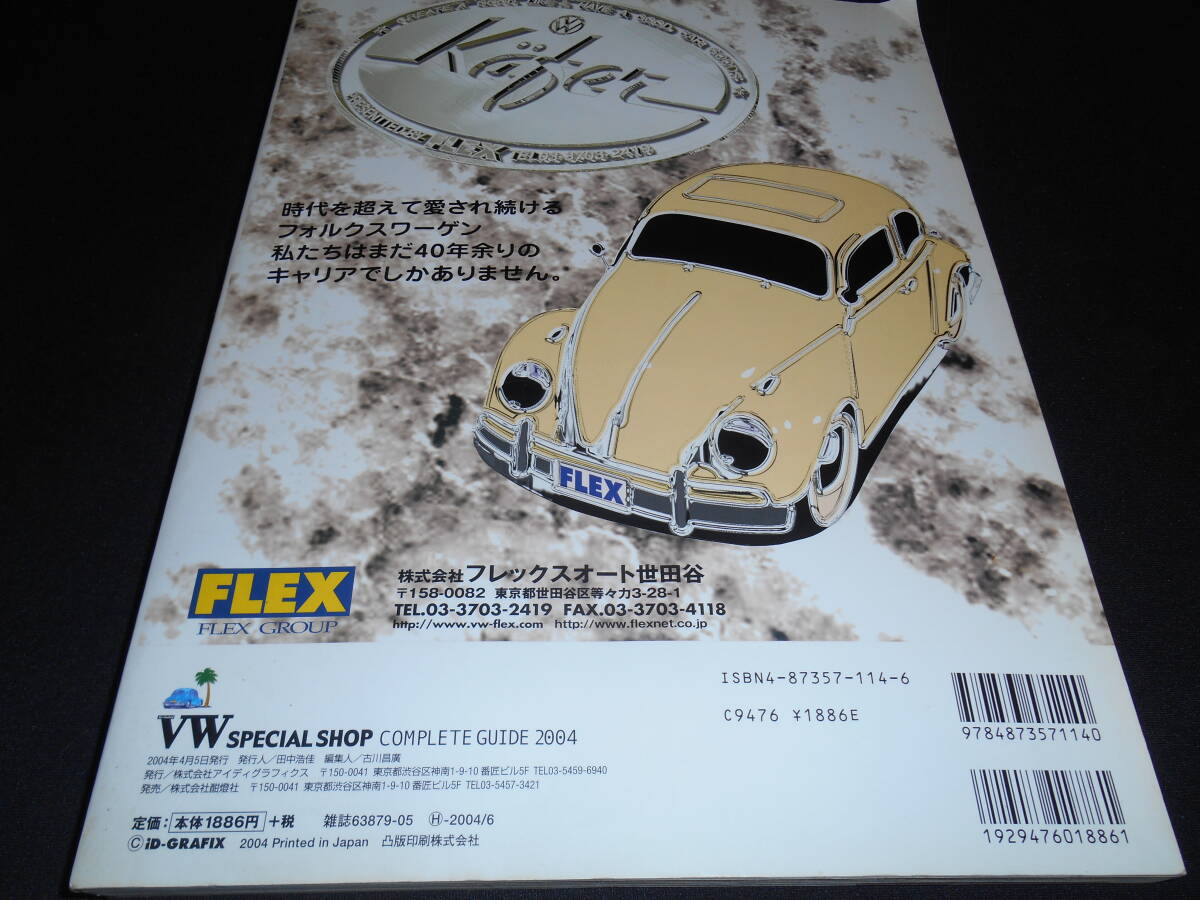 Käfer
PRESENTED BY FLEX TEL 03-3703-2419
時代を超えて愛され続ける
フォルクスワーゲン
私たちはまだ40年余りの
キャリアでしかありません。
FLEX
FLEX
FLEX GROUP
株式会社フレックスオート世田谷
〒158-0082 東京都世田谷区等々力3-28-1
TEL.03-3703-2419 FAX.03-3703-4118
http://www.vw-flex.com http://www.flexnet.co.jp
ISBN4-87357-114-6
C9476 ¥1886E
9784873571140
1929476018861
VW SPECIAL SHOP COMPLETE GUIDE 2004
2004年4月5日発行 発行人/田中浩佳 編集人/古川昌廣
発行/株式会社アイディグラフィクス 〒150-0041 東京都渋谷区神南1-9-10 番匠ビル5F TEL03-5459-6940
発売/株式会社酣燈社 〒150-0041 東京都渋谷区神南1-9-10 番匠ビル5F TEL03-5457-3421
定価:本体1886円+税 雑誌63879-05 Ⓗ-2004/6
© iD-GRAFIX 2004 Printed in Japan 凸版印刷株式会社